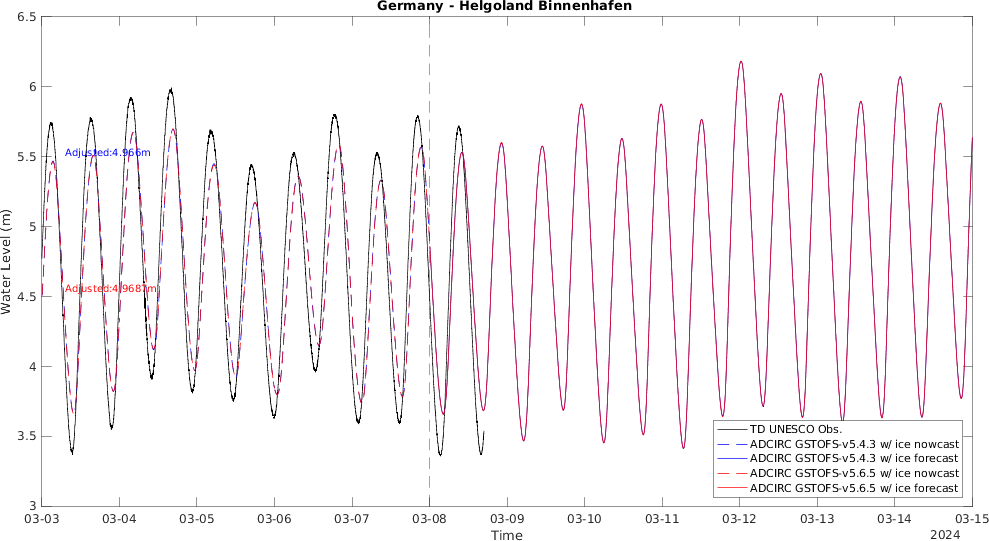 Germany - Helgoland Binnenhafen
6.5
6
5.5
5
4.5
4
3.5
3
Water Level (m)
Adjusted:4.966m
Adjusted:4.9687m
TD UNESCO Obs.
ADCIRC GSTOFS-v5.4.3 w/ ice nowcast
ADCIRC GSTOFS-v5.4.3 w/ ice forecast
ADCIRC GSTOFS-v5.6.5 w/ ice nowcast
ADCIRC GSTOFS-v5.6.5 w/ ice forecast
03-03 03-04 03-05 03-06 03-07 03-08 03-09 03-10 03-11 03-12 03-13 03-14 03-15
Time
2024